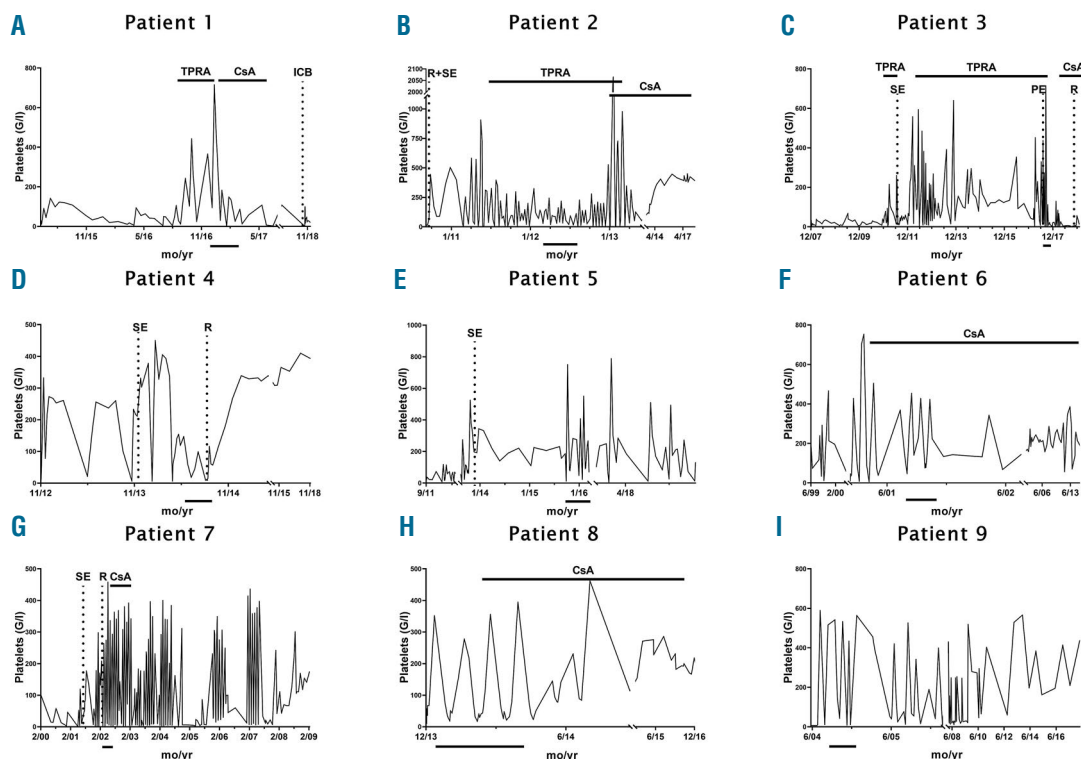 A Patient 1
Platelets (G/l)
800
600
400
200
0
TPRA CsA ICB
11/15 5/16 11/16 5/17 11/18
mo/yr
B Patient 2
Platelets (G/l)
2100
2050
2000
1000
750
500
250
0
R+SE TPRA
CsA
1/11 1/12 1/13 4/14 4/17
mo/yr
C Patient 3
Platelets (G/l)
800
600
400
200
0
TPRA TPRA CsA
SE PE R
12/07 12/09 12/11 12/13 12/15 12/17
mo/yr
D Patient 4
Platelets (G/l)
500
400
300
200
100
0
SE R
11/12 11/13 11/14 11/15 11/18
mo/yr
E Patient 5
Platelets (G/l)
1000
800
600
400
200
0
SE
9/11 1/14 1/15 1/16 4/18
mo/yr
F Patient 6
Platelets (G/l)
800
600
400
200
0
CsA
6/99 2/00 6/01 6/02 6/06 6/13
mo/yr
G Patient 7
Platelets (G/l)
500
400
300
200
100
0
SE R CsA
2/00 2/01 2/02 2/03 2/04 2/05 2/06 2/07 2/08 2/09
mo/yr
H Patient 8
Platelets (G/l)
500
400
300
200
100
0
CsA
12/13 6/14 6/15 12/16
mo/yr
I Patient 9
Platelets (G/l)
800
600
400
200
0
6/04 6/05 6/08 6/10 6/12 6/14 6/16
mo/yr